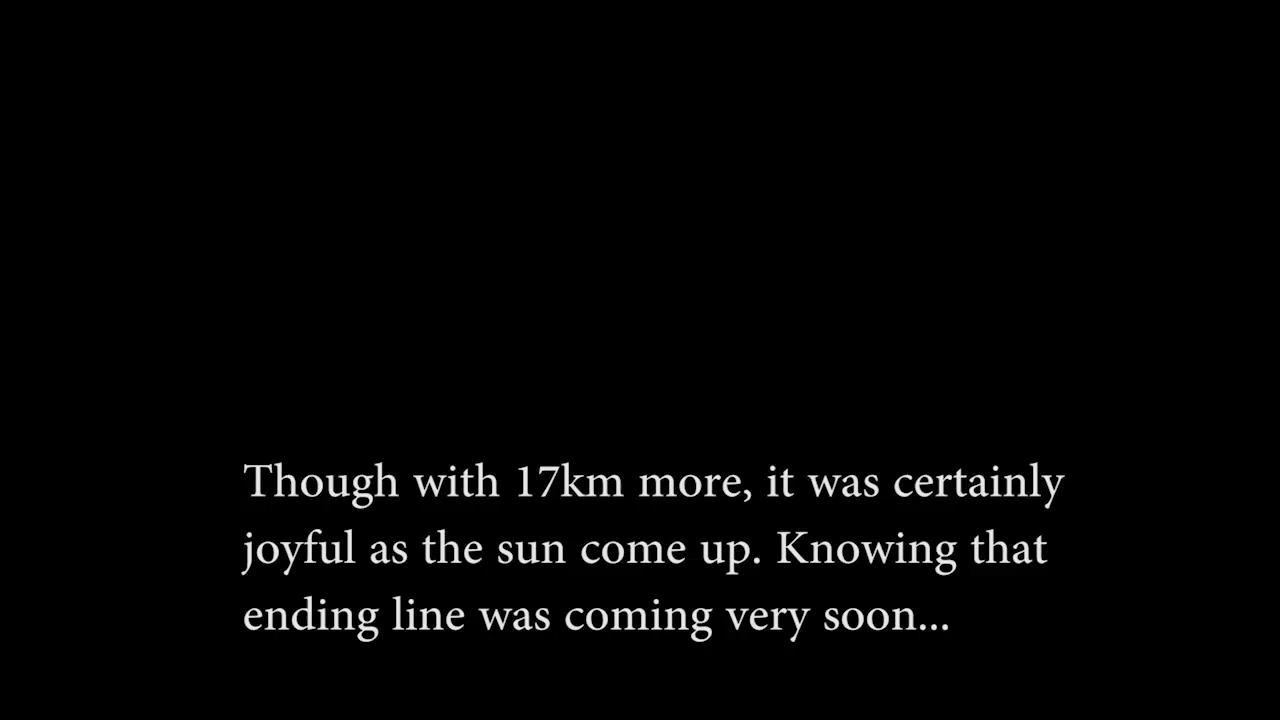 Though with 17km more, it was certainly
joyful as the sun come up. Knowing that
ending line was coming very soon...